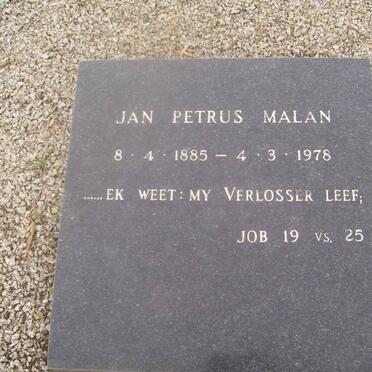 JAN PETRUS MALAN
8 · 4 · 1885 – 4 · 3 · 1978
......EK WEET: MY VERLOSSER LEEF;
JOB 19 VS. 25